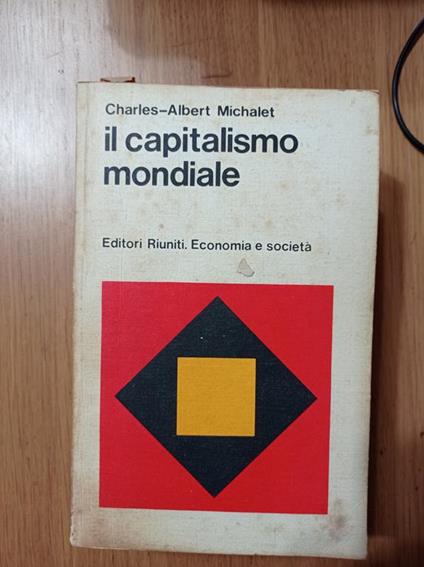 Charles-Albert Michalet
il capitalismo
mondiale
Editori Riuniti. Economia e società